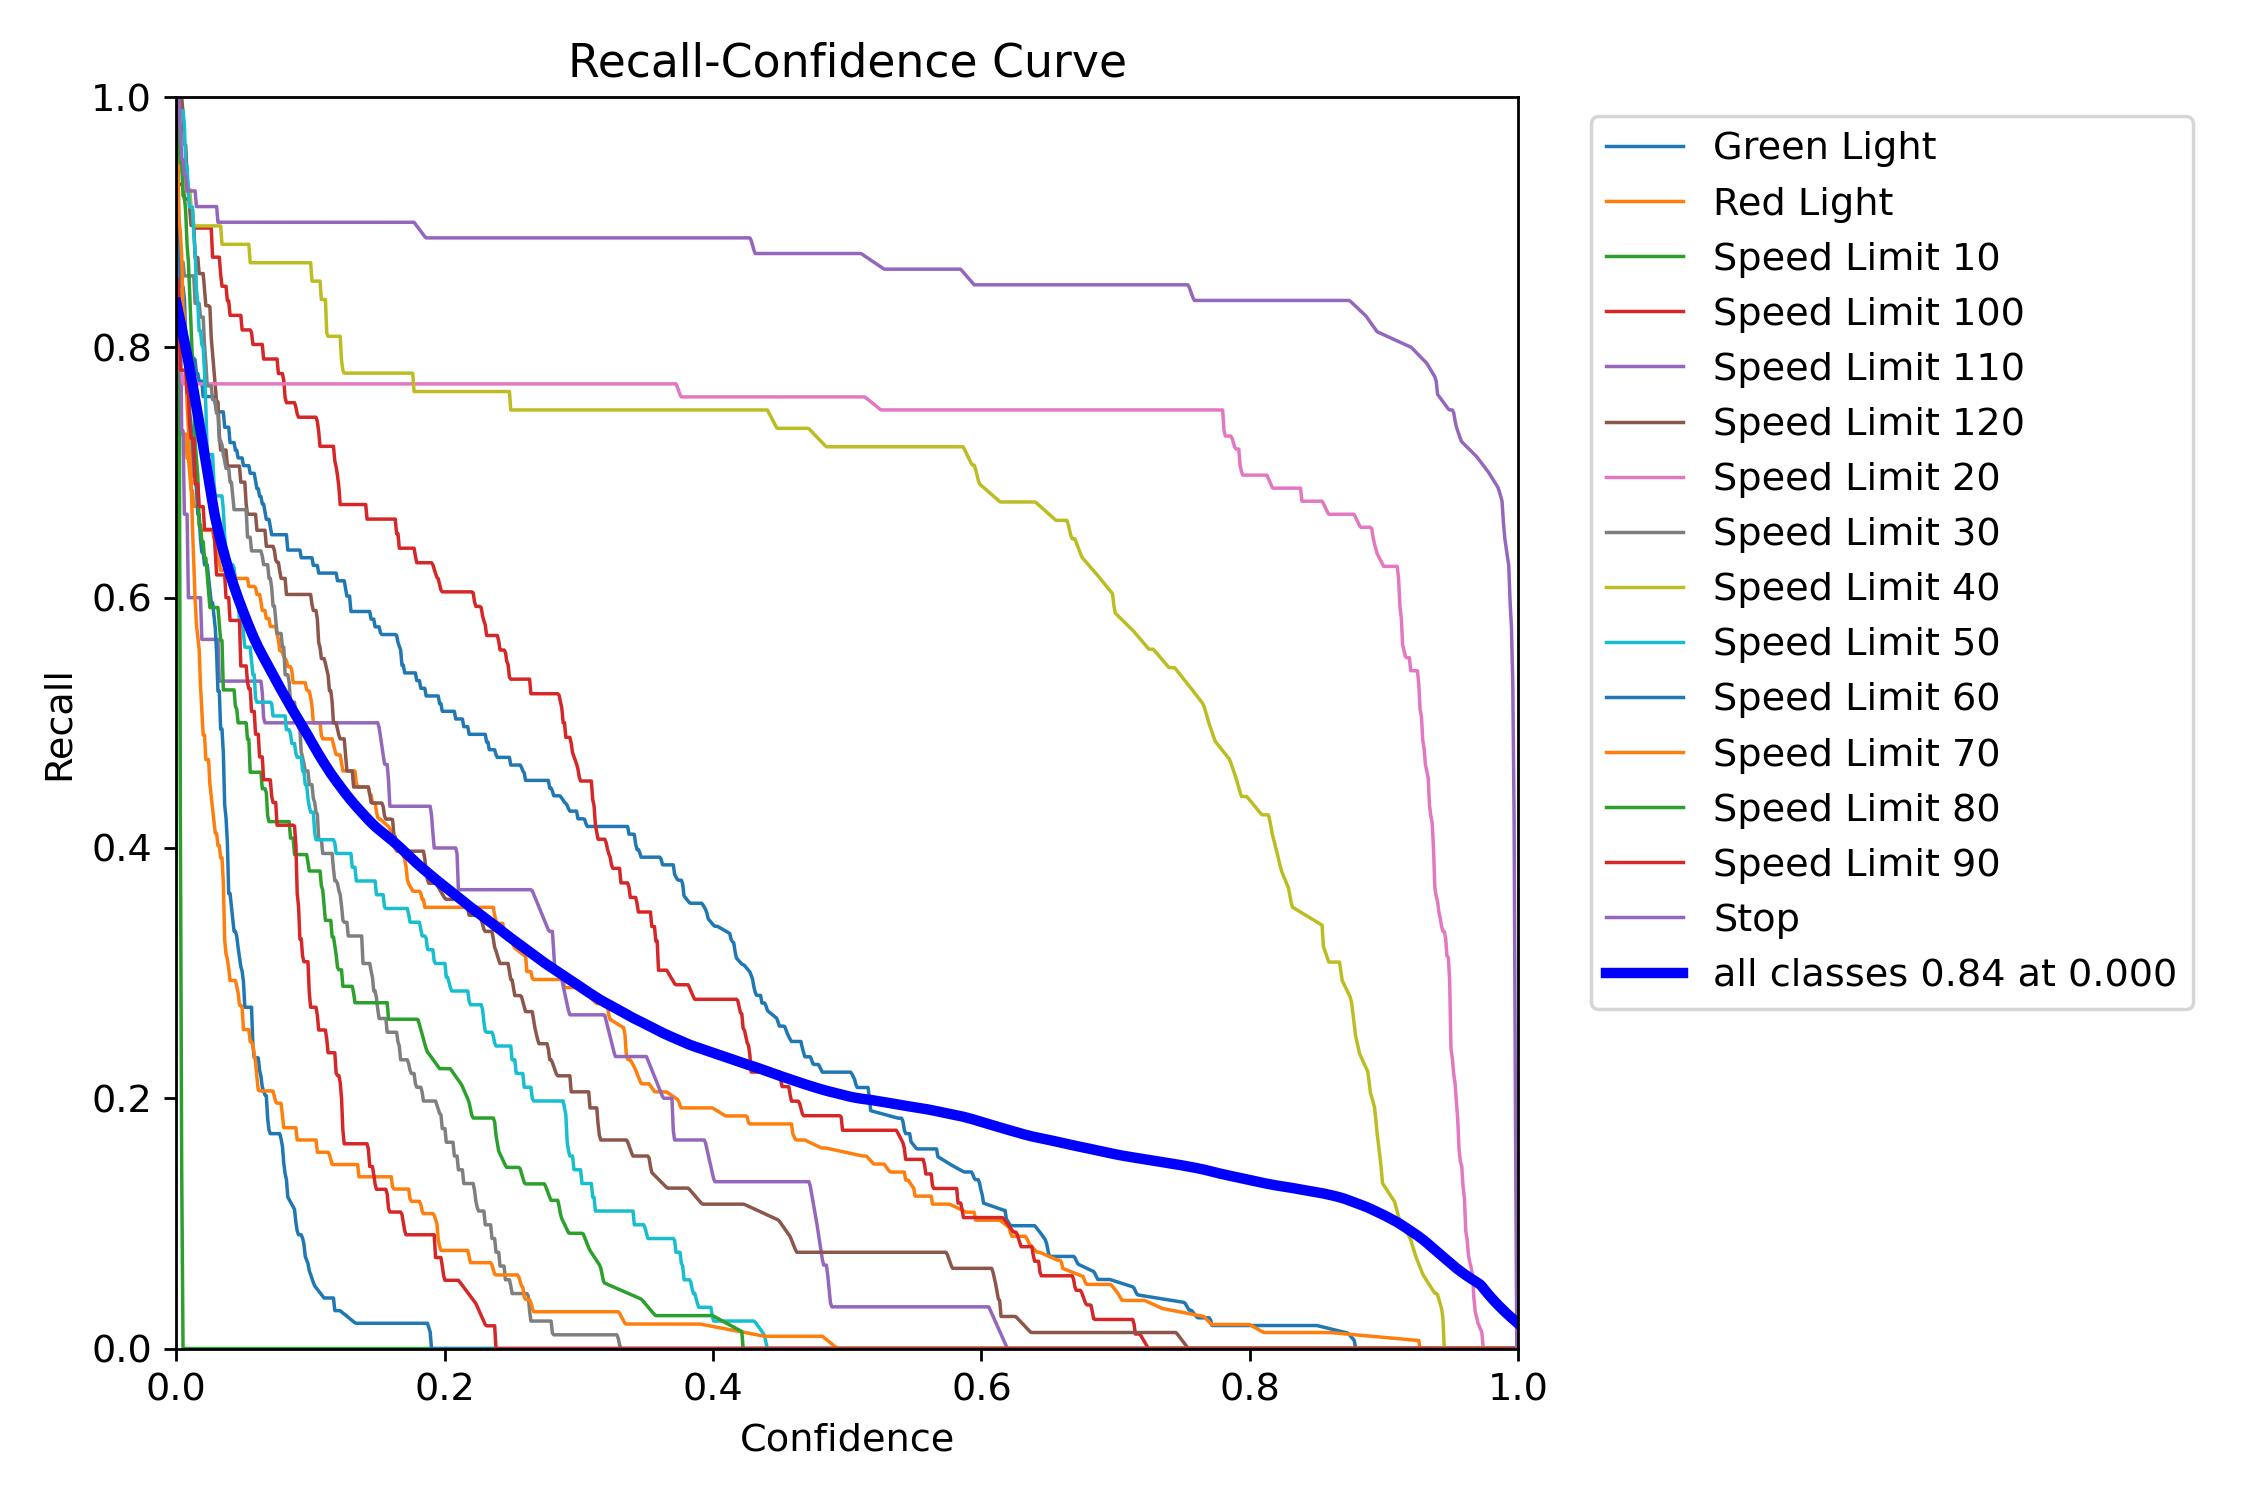 Recall-Confidence Curve
1.0
0.8
0.6
0.4
0.2
0.0
Recall
0.0 0.2 0.4 0.6 0.8 1.0
Confidence
Green Light
Red Light
Speed Limit 10
Speed Limit 100
Speed Limit 110
Speed Limit 120
Speed Limit 20
Speed Limit 30
Speed Limit 40
Speed Limit 50
Speed Limit 60
Speed Limit 70
Speed Limit 80
Speed Limit 90
Stop
all classes 0.84 at 0.000